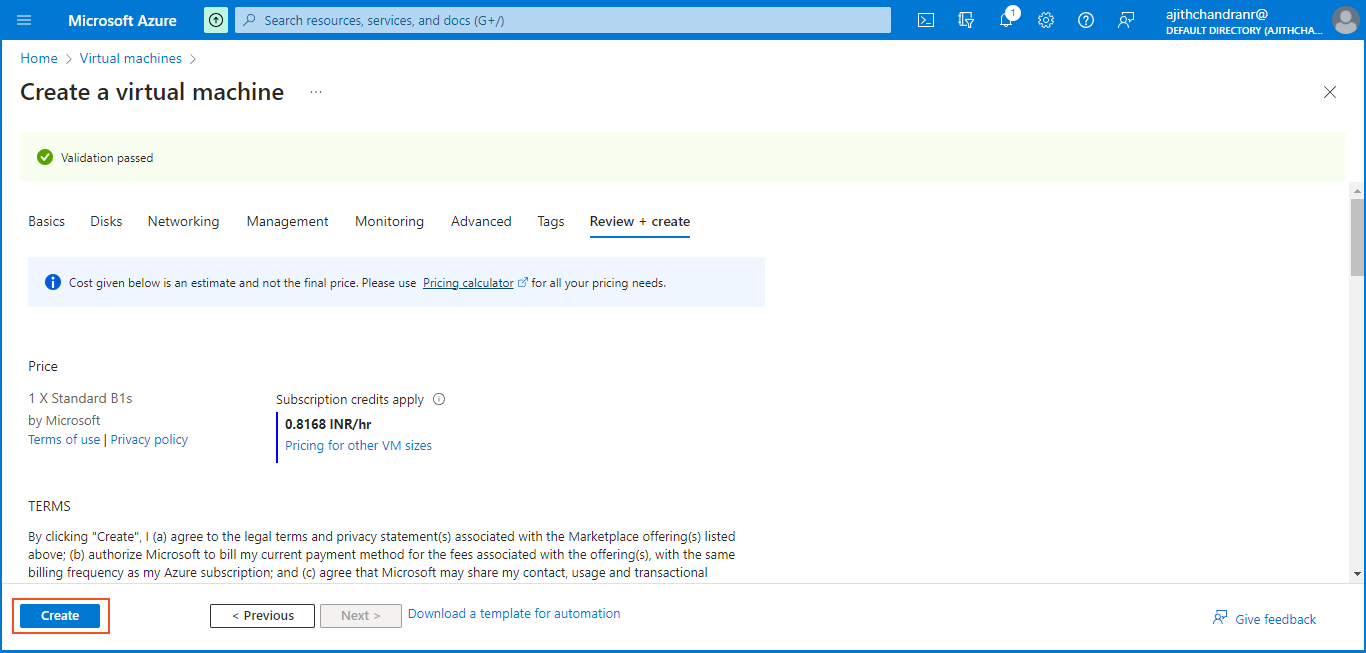 Microsoft Azure
Search resources, services, and docs (G+/)
1
ajithchandranr@
DEFAULT DIRECTORY (AJITHCHA...
Home > Virtual machines >
Create a virtual machine ...
Validation passed
Basics Disks Networking Management Monitoring Advanced Tags Review + create
Cost given below is an estimate and not the final price. Please use Pricing calculator for all your pricing needs.
Price
1 X Standard B1s
by Microsoft
Terms of use | Privacy policy
Subscription credits apply
0.8168 INR/hr
Pricing for other VM sizes
TERMS
By clicking "Create", I (a) agree to the legal terms and privacy statement(s) associated with the Marketplace offering(s) listed
above; (b) authorize Microsoft to bill my current payment method for the fees associated with the offering(s), with the same
billing frequency as my Azure subscription; and (c) agree that Microsoft may share my contact, usage and transactional
Create
< Previous
Next >
Download a template for automation
Give feedback